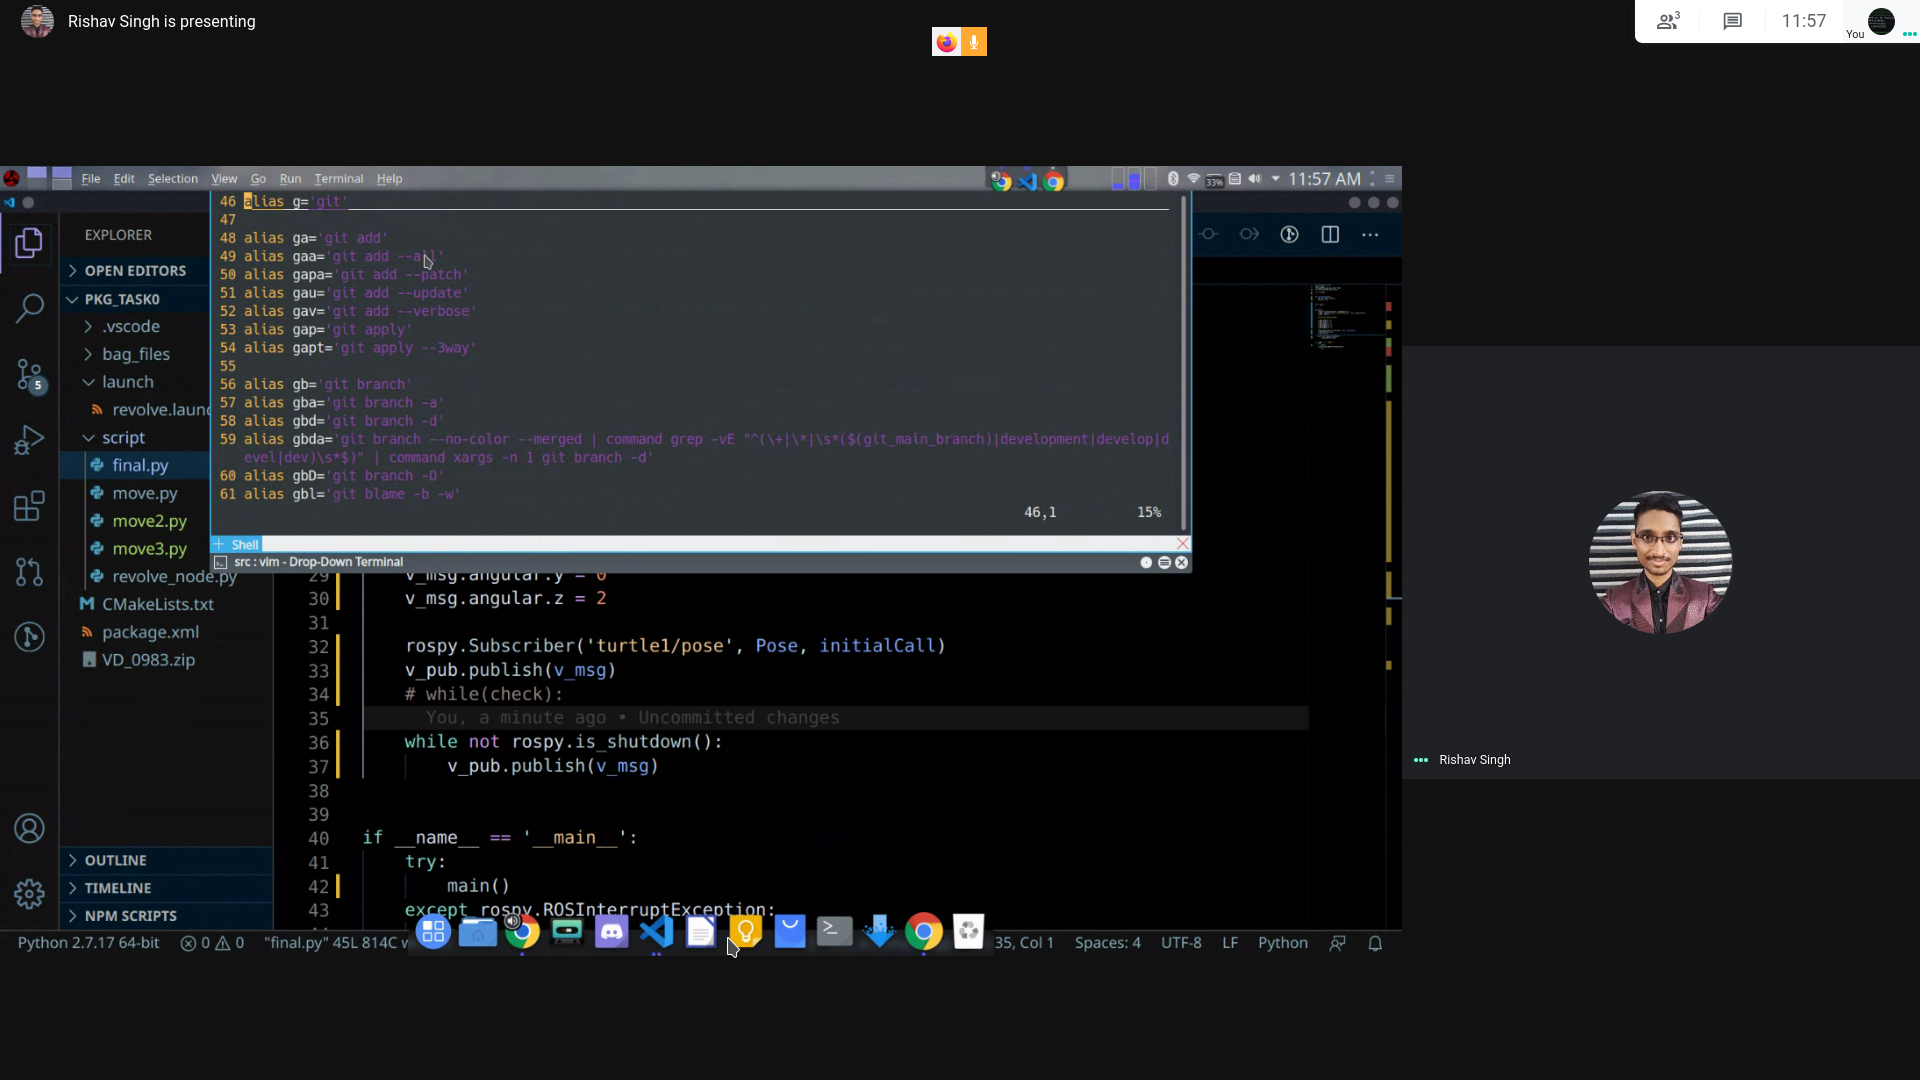 Rishav Singh is presenting
3
11:57
You
File Edit Selection View Go Run Terminal Help
33%
11:57 AM
46 alias g='git'
47
48 alias ga='git add'
49 alias gaa='git add --all'
50 alias gapa='git add --patch'
51 alias gau='git add --update'
52 alias gav='git add --verbose'
53 alias gap='git apply'
54 alias gapt='git apply --3way'
55
56 alias gb='git branch'
57 alias gba='git branch -a'
58 alias gbd='git branch -d'
59 alias gbda='git branch --no-color --merged | command grep -vE "^(\+|\*|\s*($(git_main_branch)|development|develop|d
evel|dev)\s*$)" | command xargs -n 1 git branch -d'
60 alias gbD='git branch -D'
61 alias gbl='git blame -b -w'
46,1 15%
Shell
src : vim - Drop-Down Terminal
EXPLORER
OPEN EDITORS
PKG_TASK0
.vscode
bag_files
launch
revolve.laun
script
final.py
move.py
move2.py
move3.py
revolve_node.py
CMakeLists.txt
package.xml
VD_0983.zip
5
OUTLINE
TIMELINE
NPM SCRIPTS
29 v_msg.angular.y = 0
30 v_msg.angular.z = 2
31
32 rospy.Subscriber('turtle1/pose', Pose, initialCall)
33 v_pub.publish(v_msg)
34 # while(check):
35 You, a minute ago • Uncommitted changes
36 while not rospy.is_shutdown():
37 v_pub.publish(v_msg)
38
39
40 if __name__ == '__main__':
41 try:
42 main()
43 except rospy.ROSInterruptException:
Python 2.7.17 64-bit 0 0 "final.py" 45L 814C w
35, Col 1 Spaces: 4 UTF-8 LF Python
Rishav Singh